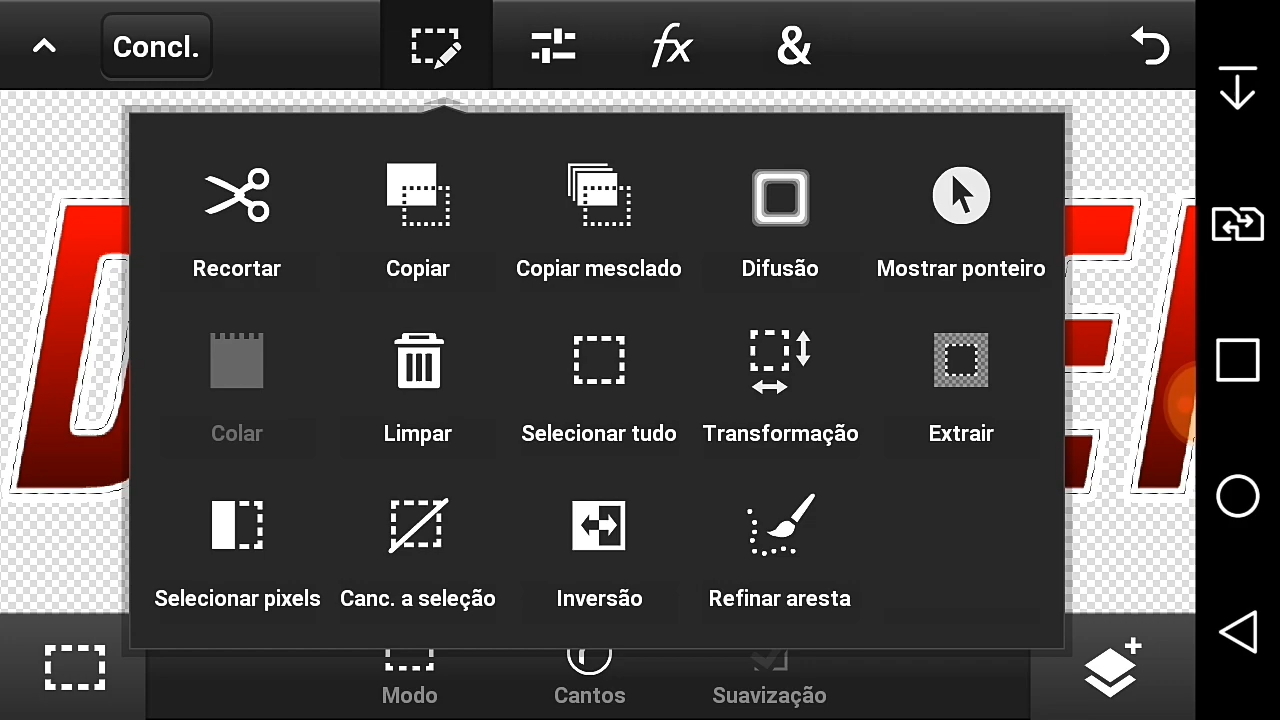 Concl.
fx
&
Recortar
Copiar
Copiar mesclado
Difusão
Mostrar ponteiro
Colar
Limpar
Selecionar tudo
Transformação
Extrair
Selecionar pixels
Canc. a seleção
Inversão
Refinar aresta
Modo
Cantos
Suavização